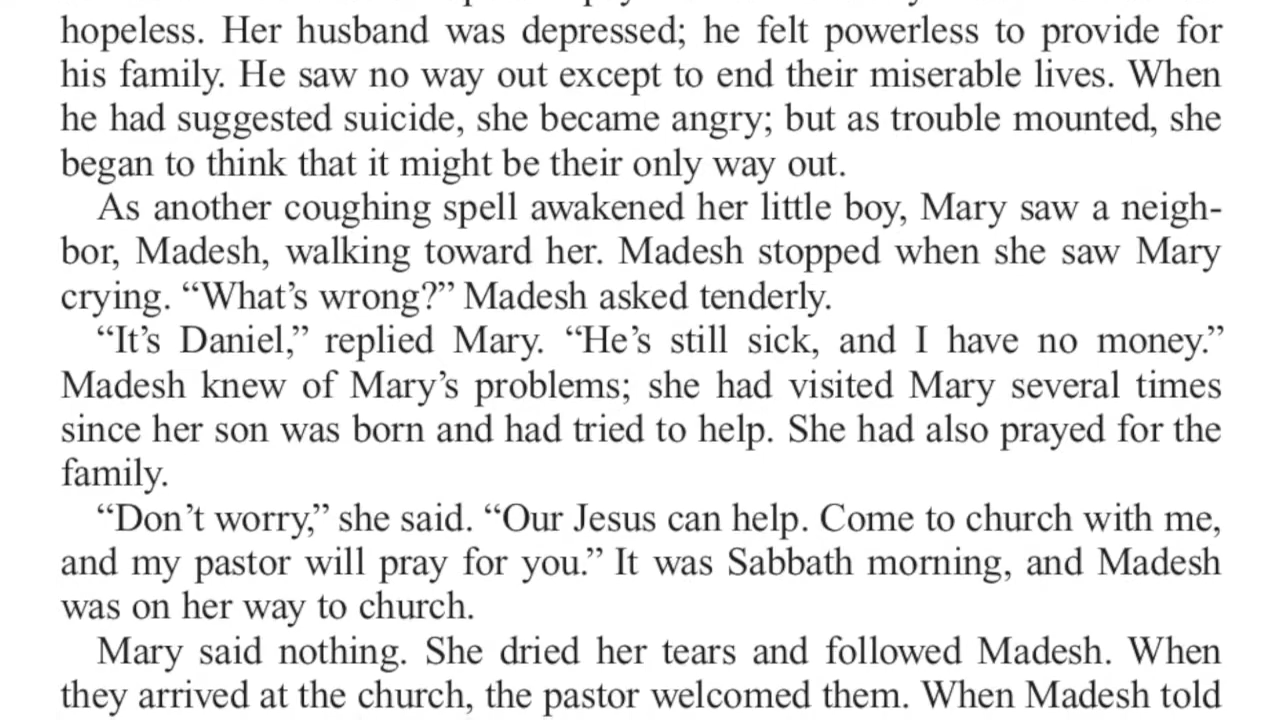 hopeless. Her husband was depressed; he felt powerless to provide for
his family. He saw no way out except to end their miserable lives. When
he had suggested suicide, she became angry; but as trouble mounted, she
began to think that it might be their only way out.
As another coughing spell awakened her little boy, Mary saw a neigh-
bor, Madesh, walking toward her. Madesh stopped when she saw Mary
crying. “What’s wrong?” Madesh asked tenderly.
“It’s Daniel,” replied Mary. “He’s still sick, and I have no money.”
Madesh knew of Mary’s problems; she had visited Mary several times
since her son was born and had tried to help. She had also prayed for the
family.
“Don’t worry,” she said. “Our Jesus can help. Come to church with me,
and my pastor will pray for you.” It was Sabbath morning, and Madesh
was on her way to church.
Mary said nothing. She dried her tears and followed Madesh. When
they arrived at the church, the pastor welcomed them. When Madesh told